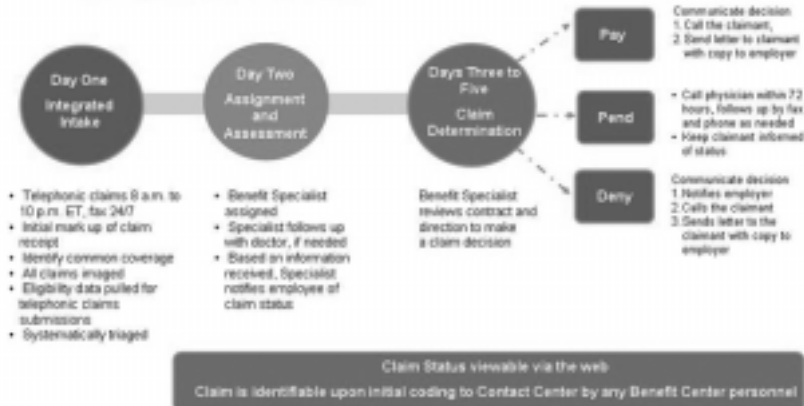 Day One
Integrated
Intake
• Telephonic claims 8 a.m. to
10 p.m. ET, fax 24/7
• Initial mark up of claim
receipt
• Identify common coverage
• All claims imaged
• Eligibility data pulled for
telephonic claims
submissions
• Systematically triaged
Day Two
Assignment
and
Assessment
• Benefit Specialist
assigned
• Specialist follows up
with doctor, if needed
• Based on information
received, Specialist
notifies employee of
claim status
Days Three to
Five
Claim
Determination
Benefit Specialist
reviews contract and
direction to make
a claim decision
Pay
Communicate decision
1. Call the claimant,
2. Send letter to claimant
with copy to employer
Pend
• Call physician within 72
hours, follows up by fax
and phone as needed
• Keep claimant informed
of status
Deny
Communicate decision
1. Notifies employer
2. Calls the claimant
3. Sends letter to the
claimant with copy to
employer
Claim Status viewable via the web
Claim is identifiable upon initial coding to Contact Center by any Benefit Center personnel